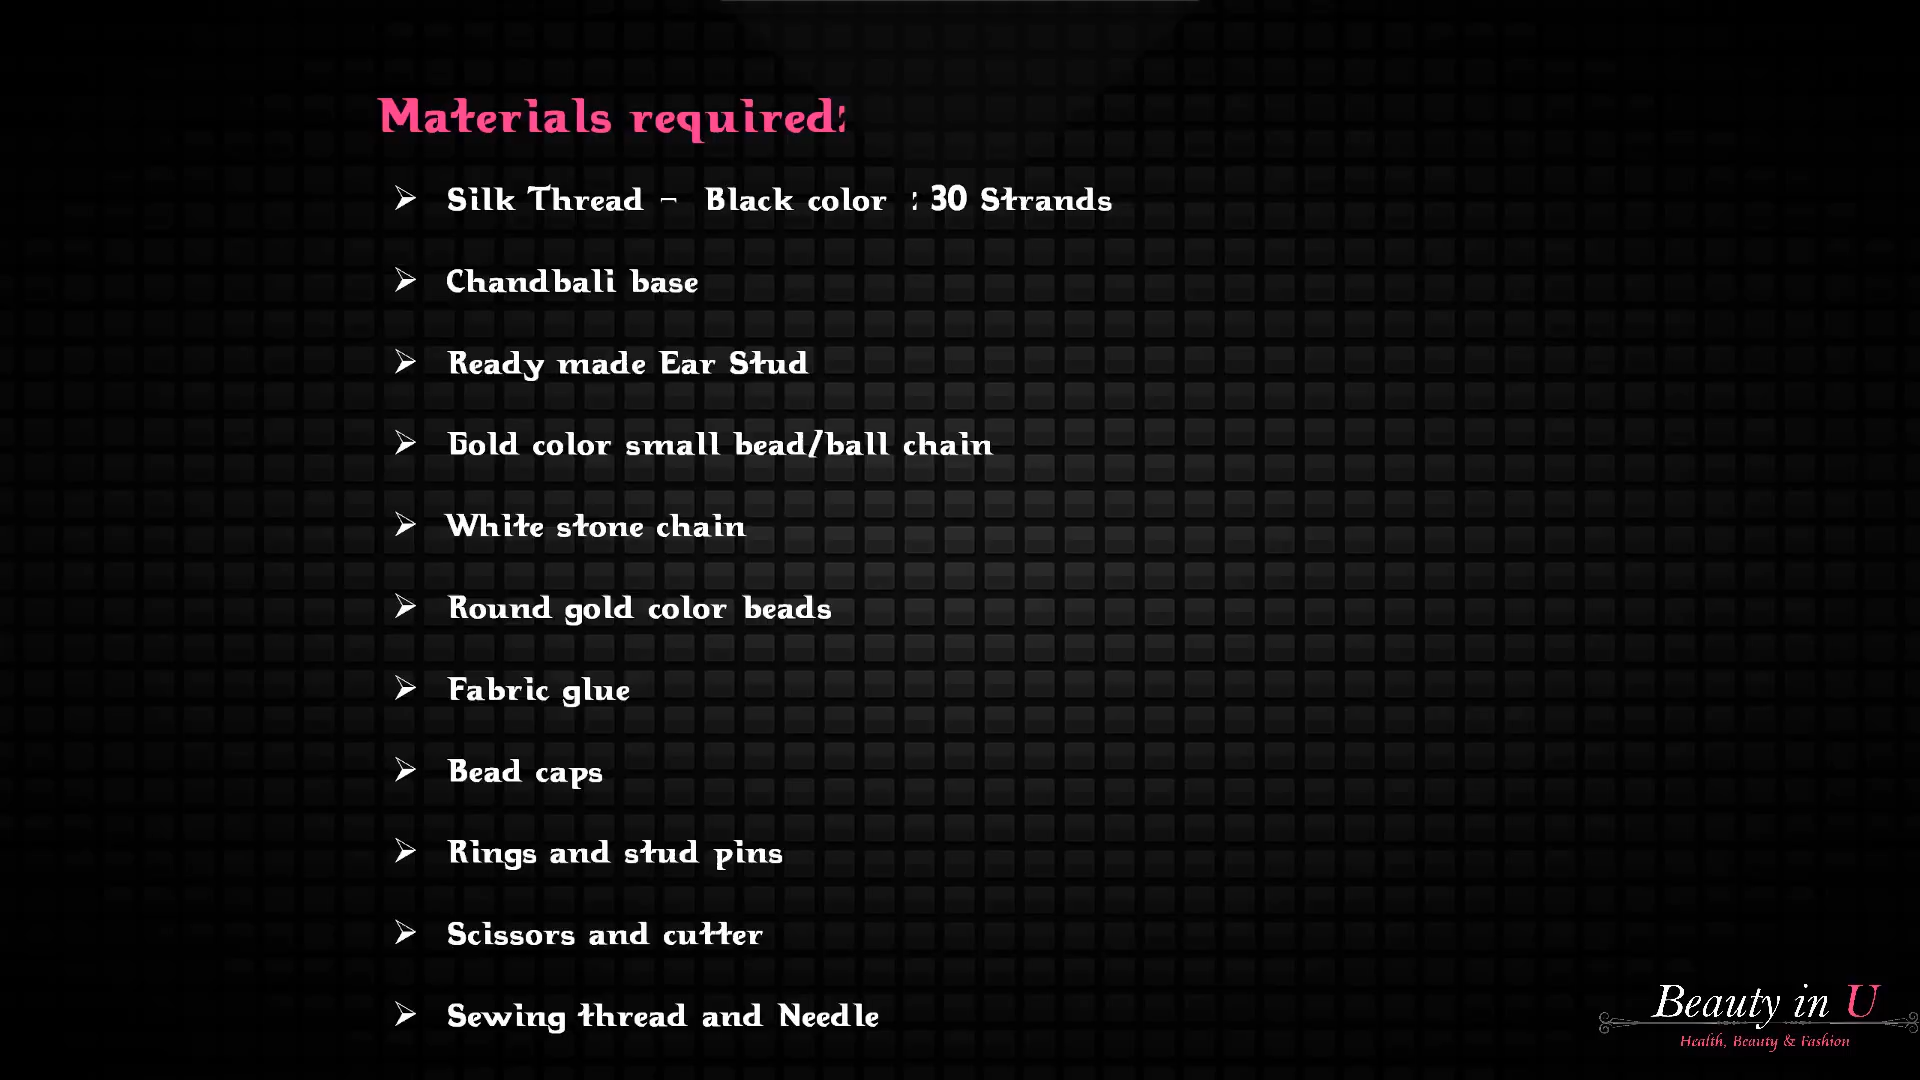 Materials required:
➢ Silk Thread - Black color : 30 Strands
➢ Chandbali base
➢ Ready made Ear Stud
➢ Gold color small bead/ball chain
➢ White stone chain
➢ Round gold color beads
➢ Fabric glue
➢ Bead caps
➢ Rings and stud pins
➢ Scissors and cutter
➢ Sewing thread and Needle
Beauty in U
Health, Beauty & Fashion